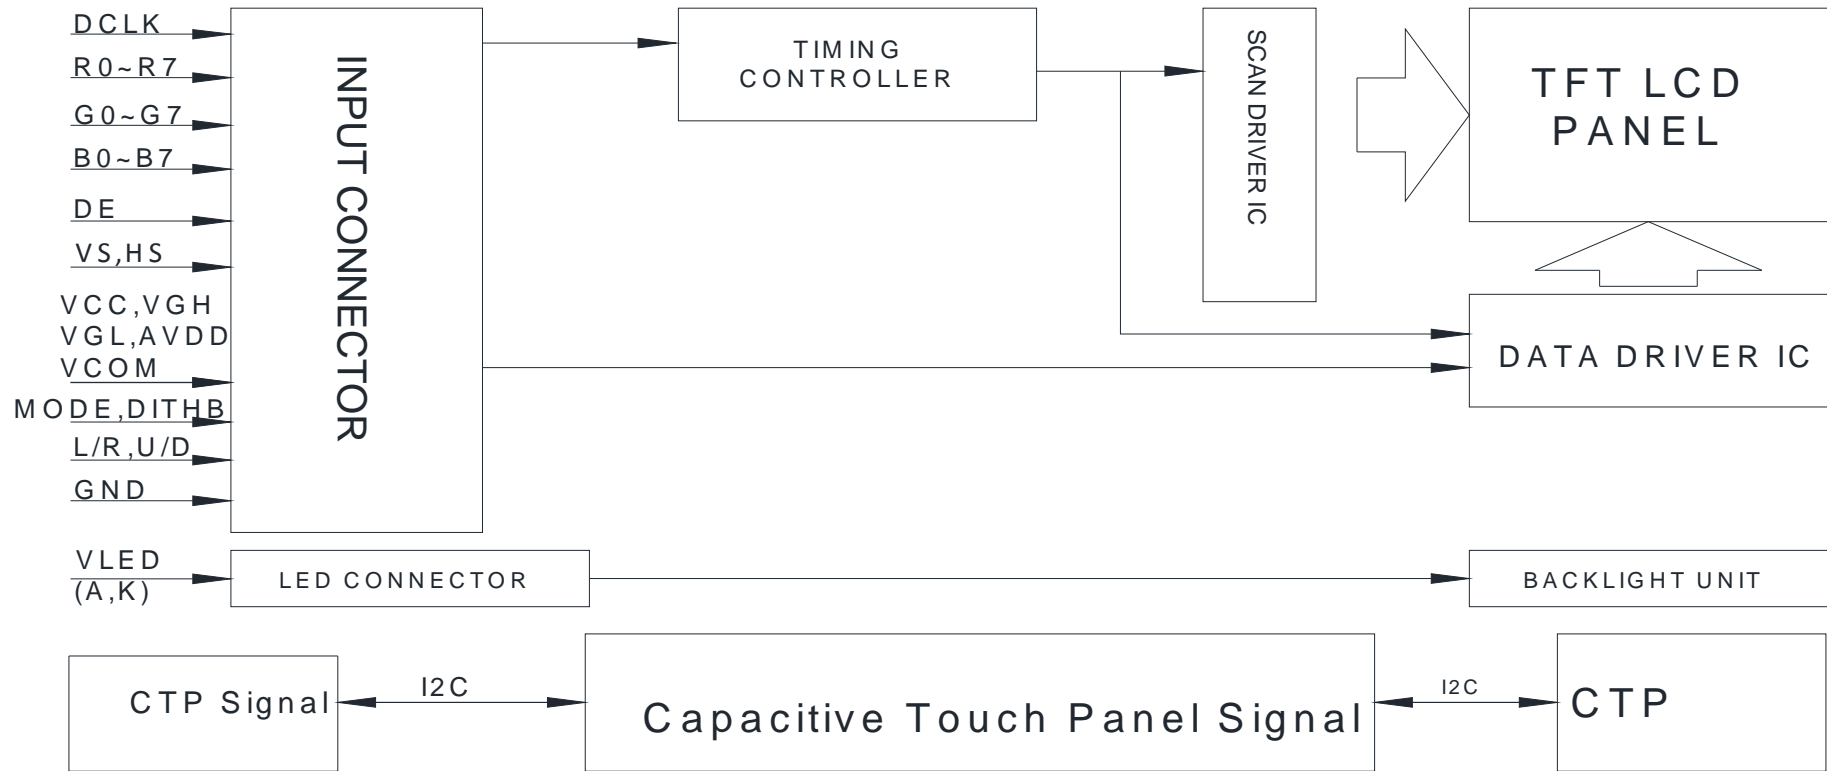 DCLK
R0~R7
G0~G7
B0~B7
DE
VS,HS
VCC,VGH
VGL,AVDD
VCOM
MODE,DITHB
L/R,U/D
GND
INPUT CONNECTOR
TIMING
CONTROLLER
SCAN DRIVER IC
TFT LCD
PANEL
DATA DRIVER IC
VLED
(A,K)
LED CONNECTOR
BACKLIGHT UNIT
CTP Signal
I2C
Capacitive Touch Panel Signal
I2C
CTP